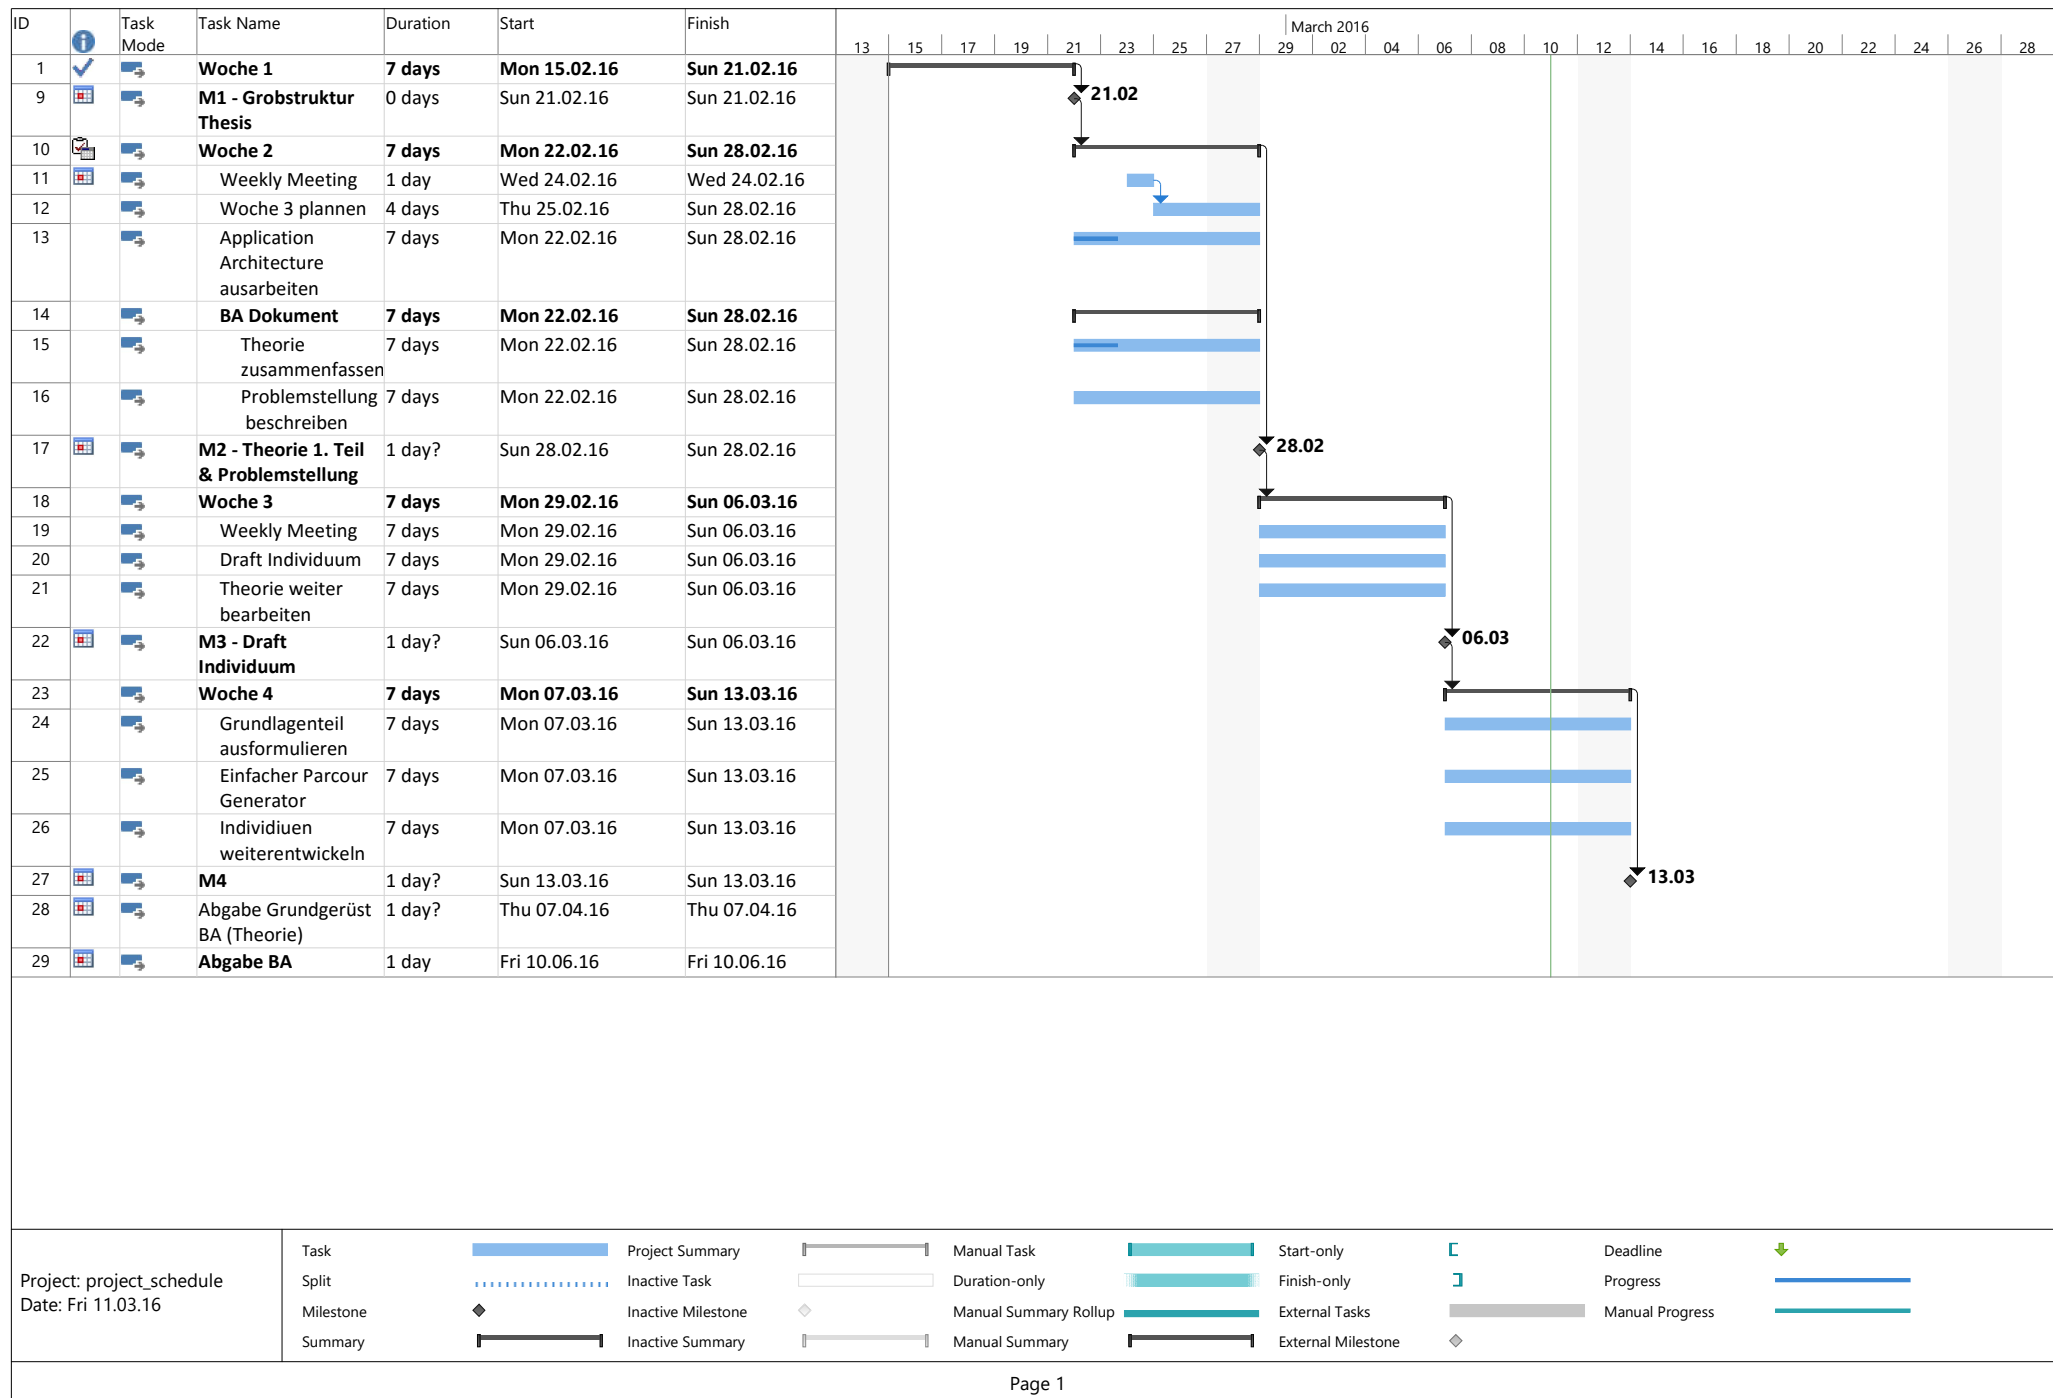 ID Task Mode Task Name Duration Start Finish
March 2016
13 15 17 19 21 23 25 27 29 02 04 06 08 10 12 14 16 18 20 22 24 26 28
1 Woche 1 7 days Mon 15.02.16 Sun 21.02.16
9 M1 - Grobstruktur 0 days Sun 21.02.16 Sun 21.02.16 21.02
Thesis
10 Woche 2 7 days Mon 22.02.16 Sun 28.02.16
11 Weekly Meeting 1 day Wed 24.02.16 Wed 24.02.16
12 Woche 3 plannen 4 days Thu 25.02.16 Sun 28.02.16
13 Application 7 days Mon 22.02.16 Sun 28.02.16
Architecture
ausarbeiten
14 BA Dokument 7 days Mon 22.02.16 Sun 28.02.16
15 Theorie 7 days Mon 22.02.16 Sun 28.02.16
zusammenfassen
16 Problemstellung 7 days Mon 22.02.16 Sun 28.02.16
beschreiben
17 M2 - Theorie 1. Teil 1 day? Sun 28.02.16 Sun 28.02.16 28.02
& Problemstellung
18 Woche 3 7 days Mon 29.02.16 Sun 06.03.16
19 Weekly Meeting 7 days Mon 29.02.16 Sun 06.03.16
20 Draft Individuum 7 days Mon 29.02.16 Sun 06.03.16
21 Theorie weiter 7 days Mon 29.02.16 Sun 06.03.16
bearbeiten
22 M3 - Draft 1 day? Sun 06.03.16 Sun 06.03.16 06.03
Individuum
23 Woche 4 7 days Mon 07.03.16 Sun 13.03.16
24 Grundlagenteil 7 days Mon 07.03.16 Sun 13.03.16
ausformulieren
25 Einfacher Parcour 7 days Mon 07.03.16 Sun 13.03.16
Generator
26 Individiuen 7 days Mon 07.03.16 Sun 13.03.16
weiterentwickeln
27 M4 1 day? Sun 13.03.16 Sun 13.03.16 13.03
28 Abgabe Grundgerüst 1 day? Thu 07.04.16 Thu 07.04.16
BA (Theorie)
29 Abgabe BA 1 day Fri 10.06.16 Fri 10.06.16
Project: project_schedule
Date: Fri 11.03.16
Task Project Summary Manual Task Start-only Deadline
Split Inactive Task Duration-only Finish-only Progress
Milestone Inactive Milestone Manual Summary Rollup External Tasks Manual Progress
Summary Inactive Summary Manual Summary External Milestone
Page 1